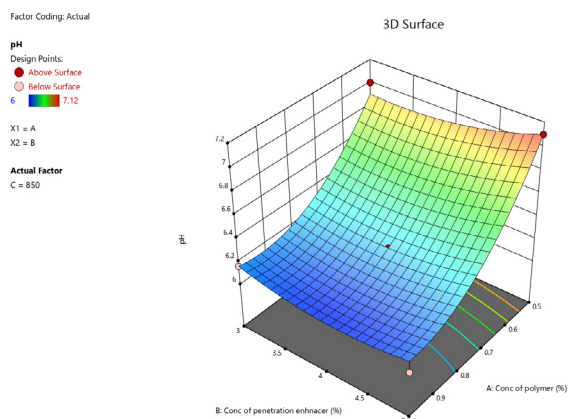 Factor Coding: Actual
3D Surface
pH
Design Points:
Above Surface
Below Surface
6 7.12
X1 = A
X2 = B
Actual Factor
C = 850
7.2
7
6.8
6.6
6.4
6.2
6
pH
3
3.5
4
4.5
0.5
0.6
0.7
0.8
0.9
A: Conc of polymer (%)
B: Conc of penetration enhnacer (%)